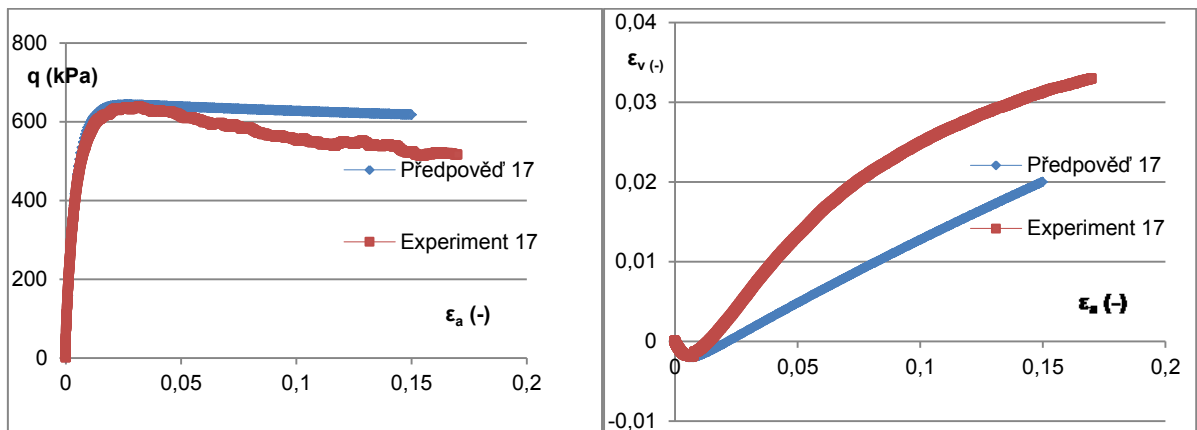 800
q (kPa)
600
400
200
0
0
0,05
0,1
0,15
0,2
εa (-)
Předpověď 17
Experiment 17
0,04
εv (-)
0,03
0,02
0,01
0
-0,01
0
0,05
0,1
0,15
0,2
εa (-)
Předpověď 17
Experiment 17